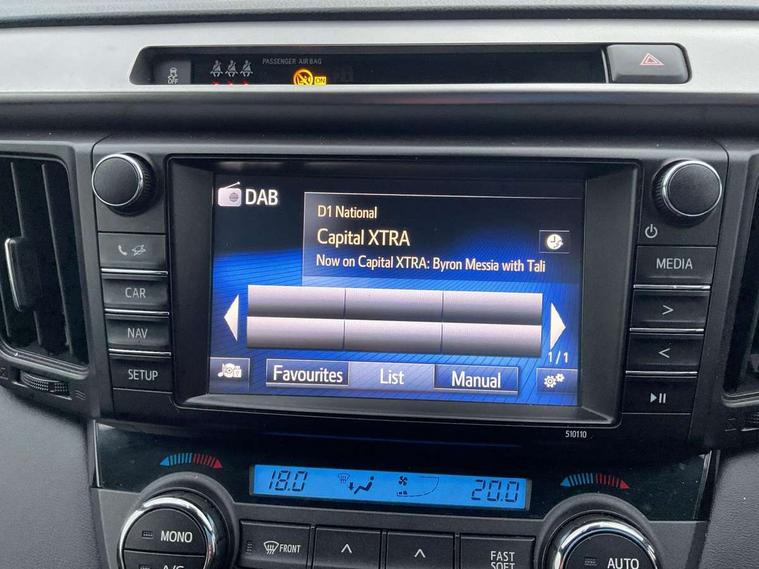 PASSENGER AIR BAG
OFF
ON
DAB
D1 National
Capital XTRA
Now on Capital XTRA: Byron Messia with Tali
MEDIA
CAR
NAV
SETUP
1/1
Favourites
List
Manual
510110
18.0
20.0
MONO
FRONT
FAST
SOFT
AUTO
A/C